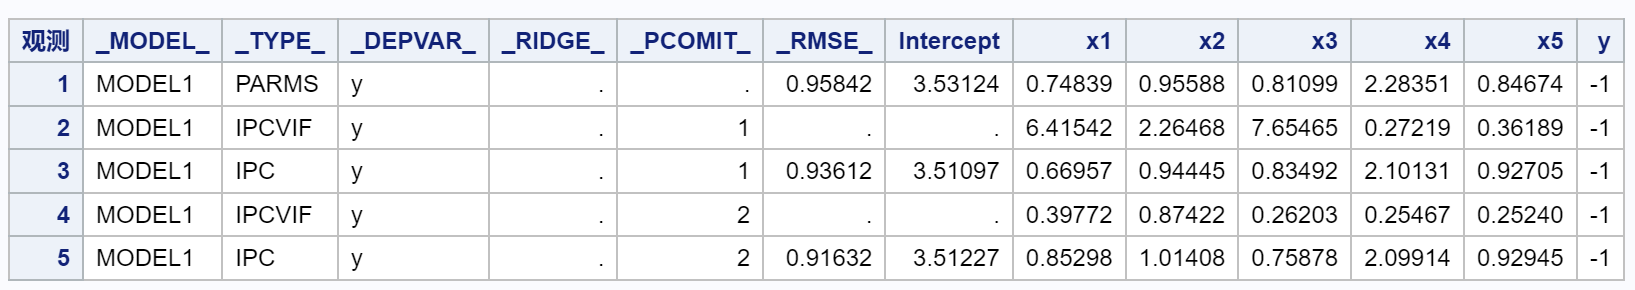 观测 _MODEL_ _TYPE_ _DEPVAR_ _RIDGE_ _PCOMIT_ _RMSE_ Intercept x1 x2 x3 x4 x5 y
1 MODEL1 PARMS y . . 0.95842 3.53124 0.74839 0.95588 0.81099 2.28351 0.84674 -1
2 MODEL1 IPCVIF y . 1 . . 6.41542 2.26468 7.65465 0.27219 0.36189 -1
3 MODEL1 IPC y . 1 0.93612 3.51097 0.66957 0.94445 0.83492 2.10131 0.92705 -1
4 MODEL1 IPCVIF y . 2 . . 0.39772 0.87422 0.26203 0.25467 0.25240 -1
5 MODEL1 IPC y . 2 0.91632 3.51227 0.85298 1.01408 0.75878 2.09914 0.92945 -1